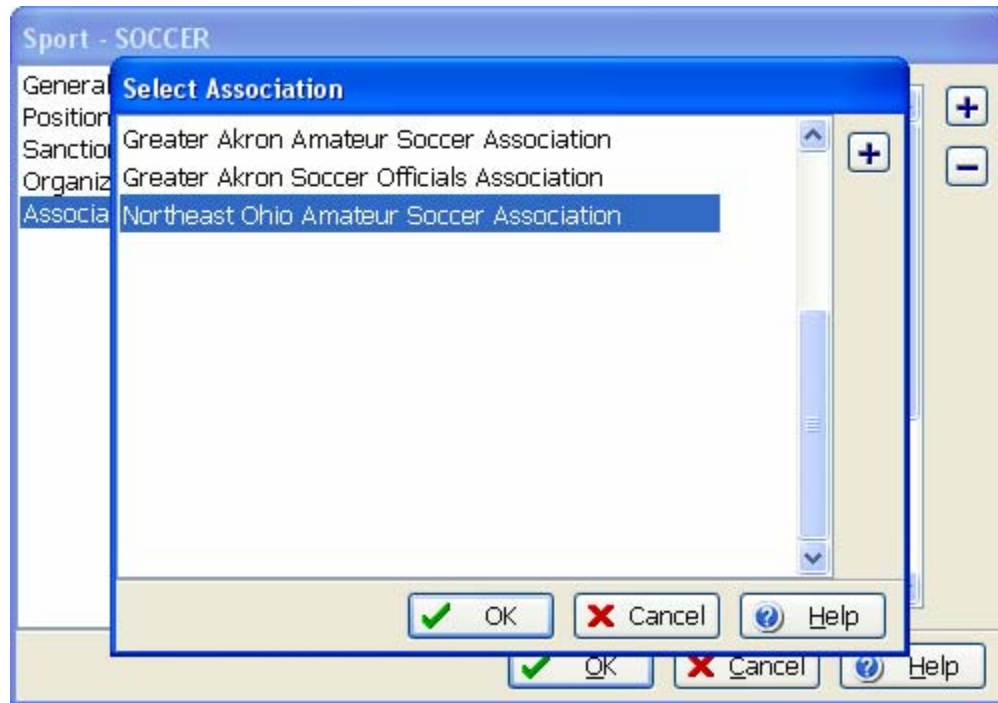 Sport - SOCCER
General
Position
Sanction
Organiz
Associa
Select Association
Greater Akron Amateur Soccer Association
Greater Akron Soccer Officials Association
Northeast Ohio Amateur Soccer Association
OK
Cancel
Help
OK
Cancel
Help